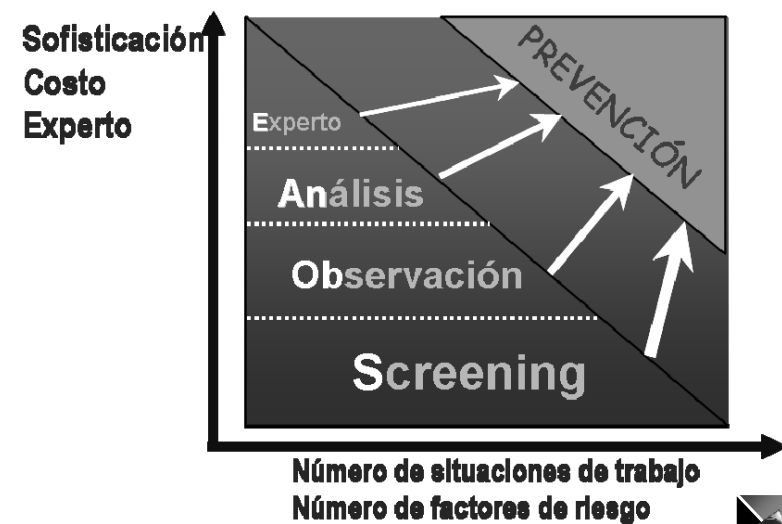 Sofisticación
Costo
Experto
PREVENCIÓN
Experto
Análisis
Observación
Screening
Número de situaciones de trabajo
Número de factores de riesgo